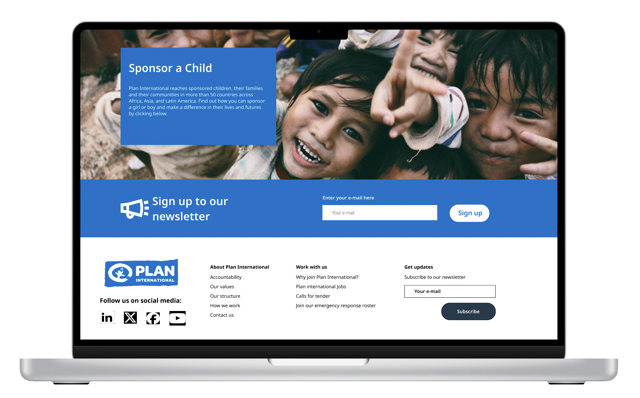 Sponsor a Child
Plan International reaches sponsored children, their families
and their communities in more than 50 countries across
Africa, Asia, and Latin America. Find out how you can sponsor
a girl or boy and make a difference in their lives and futures
by clicking below.
Sign up to our
newsletter
Enter your e-mail here
Your e-mail
Sign up
PLAN
INTERNATIONAL
Follow us on social media:
in
X
f
About Plan International
Accountability
Our values
Our structure
How we work
Contact us
Work with us
Why join Plan International?
Plan international Jobs
Calls for tender
Join our emergency response roster
Get updates
Subscribe to our newsletter
Your e-mail
Subscribe